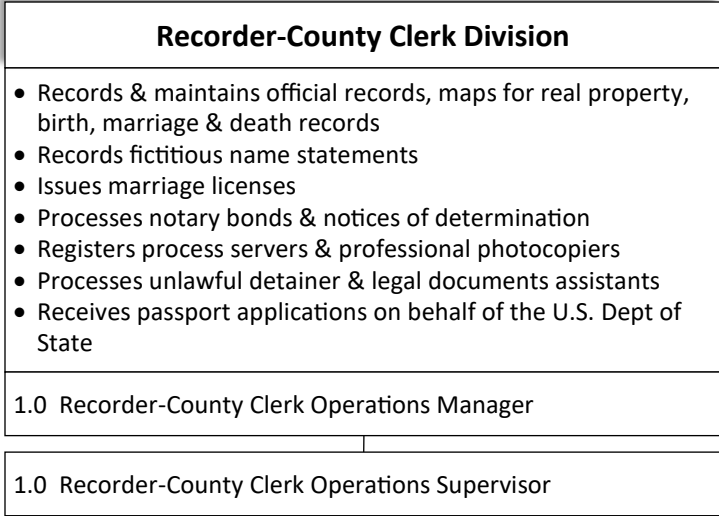 Recorder-County Clerk Division
• Records & maintains official records, maps for real property,
birth, marriage & death records
• Records fictitious name statements
• Issues marriage licenses
• Processes notary bonds & notices of determination
• Registers process servers & professional photocopiers
• Processes unlawful detainer & legal documents assistants
• Receives passport applications on behalf of the U.S. Dept of
State
1.0 Recorder-County Clerk Operations Manager
1.0 Recorder-County Clerk Operations Supervisor